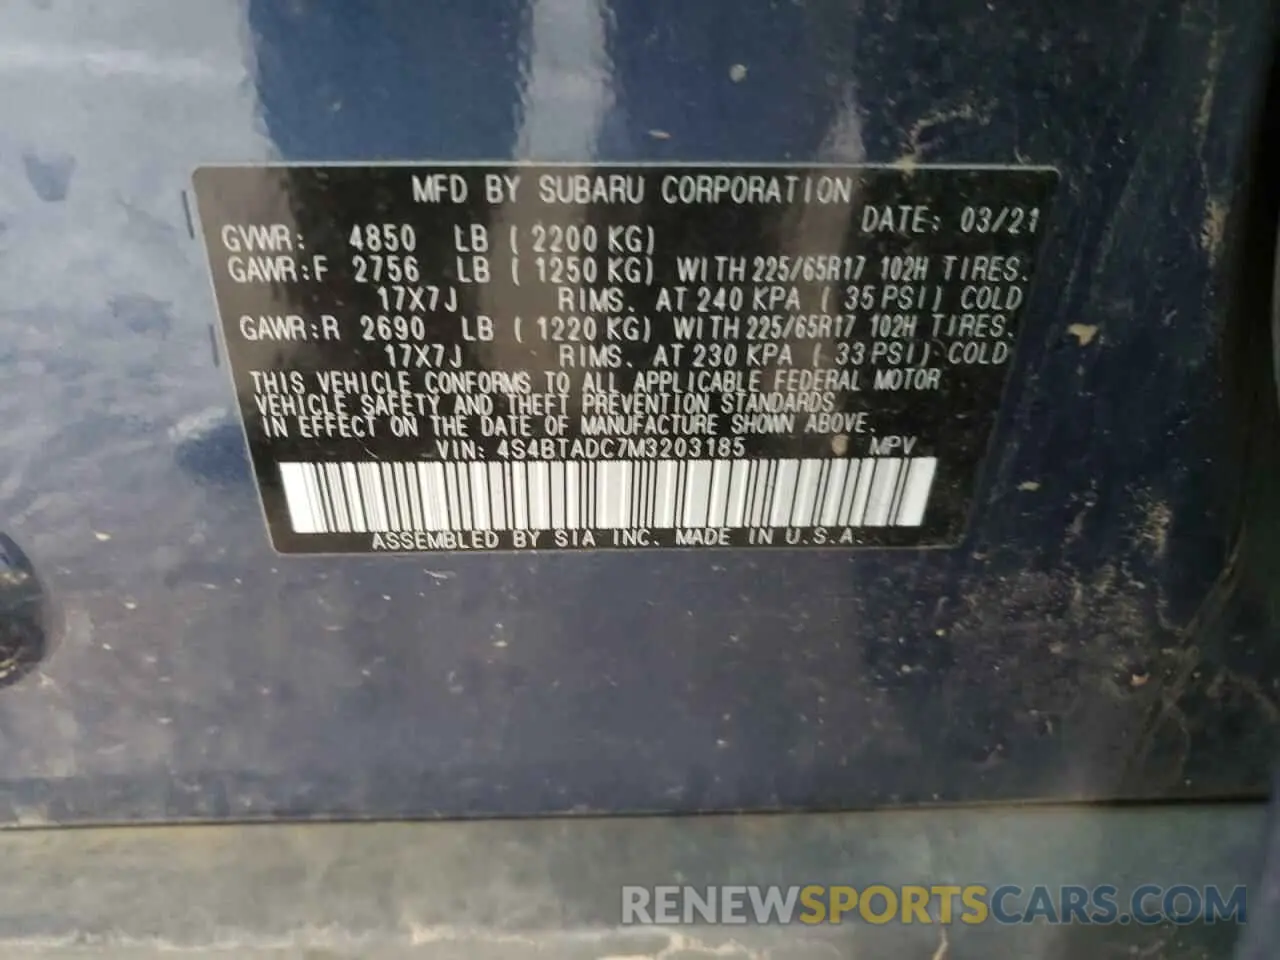 MFD BY SUBARU CORPORATION
DATE: 03/21
GVWR: 4850 LB ( 2200 KG)
GAWR:F 2756 LB ( 1250 KG) WITH 225/65R17 102H TIRES.
17X7J RIMS. AT 240 KPA ( 35 PSI) COLD
GAWR:R 2690 LB ( 1220 KG) WITH 225/65R17 102H TIRES.
17X7J RIMS. AT 230 KPA ( 33 PSI) COLD
THIS VEHICLE CONFORMS TO ALL APPLICABLE FEDERAL MOTOR
VEHICLE SAFETY AND THEFT PREVENTION STANDARDS
IN EFFECT ON THE DATE OF MANUFACTURE SHOWN ABOVE.
VIN: 4S4BTADC7M3203185 MPV
ASSEMBLED BY SIA INC. MADE IN U.S.A.
RENEWSPORTSCARS.COM